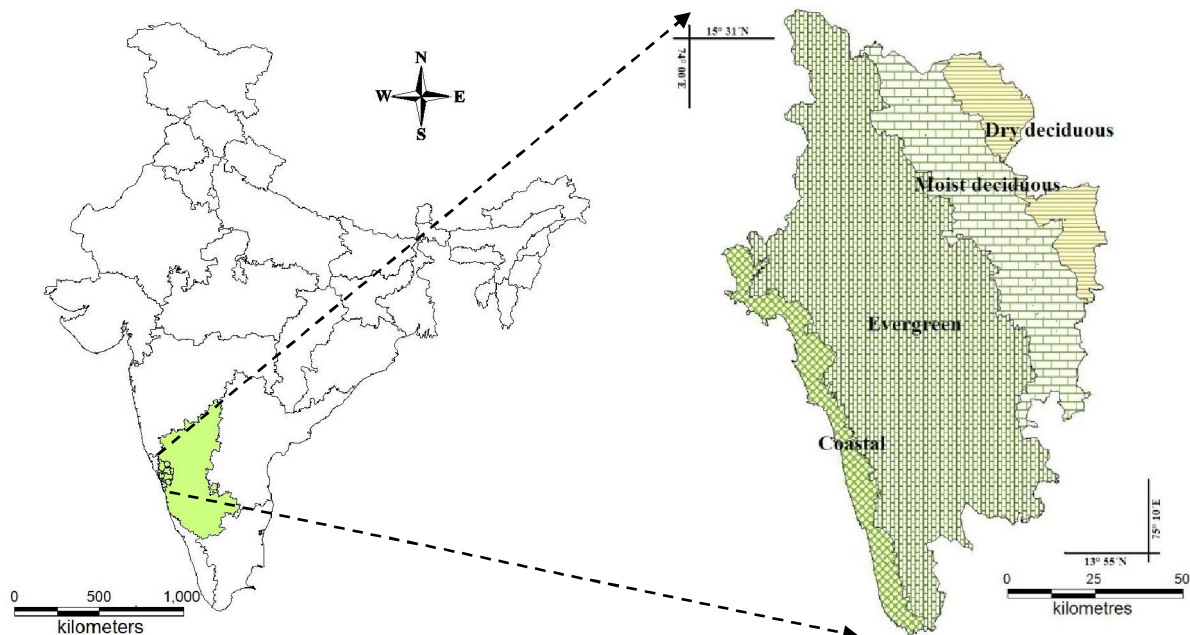 N
W E
S
0 500 1,000
kilometers
15° 31´N
74° 00´E
Dry deciduous
Moist deciduous
Evergreen
Coastal
75° 10´E
13° 55´N
0 25 50
kilometres